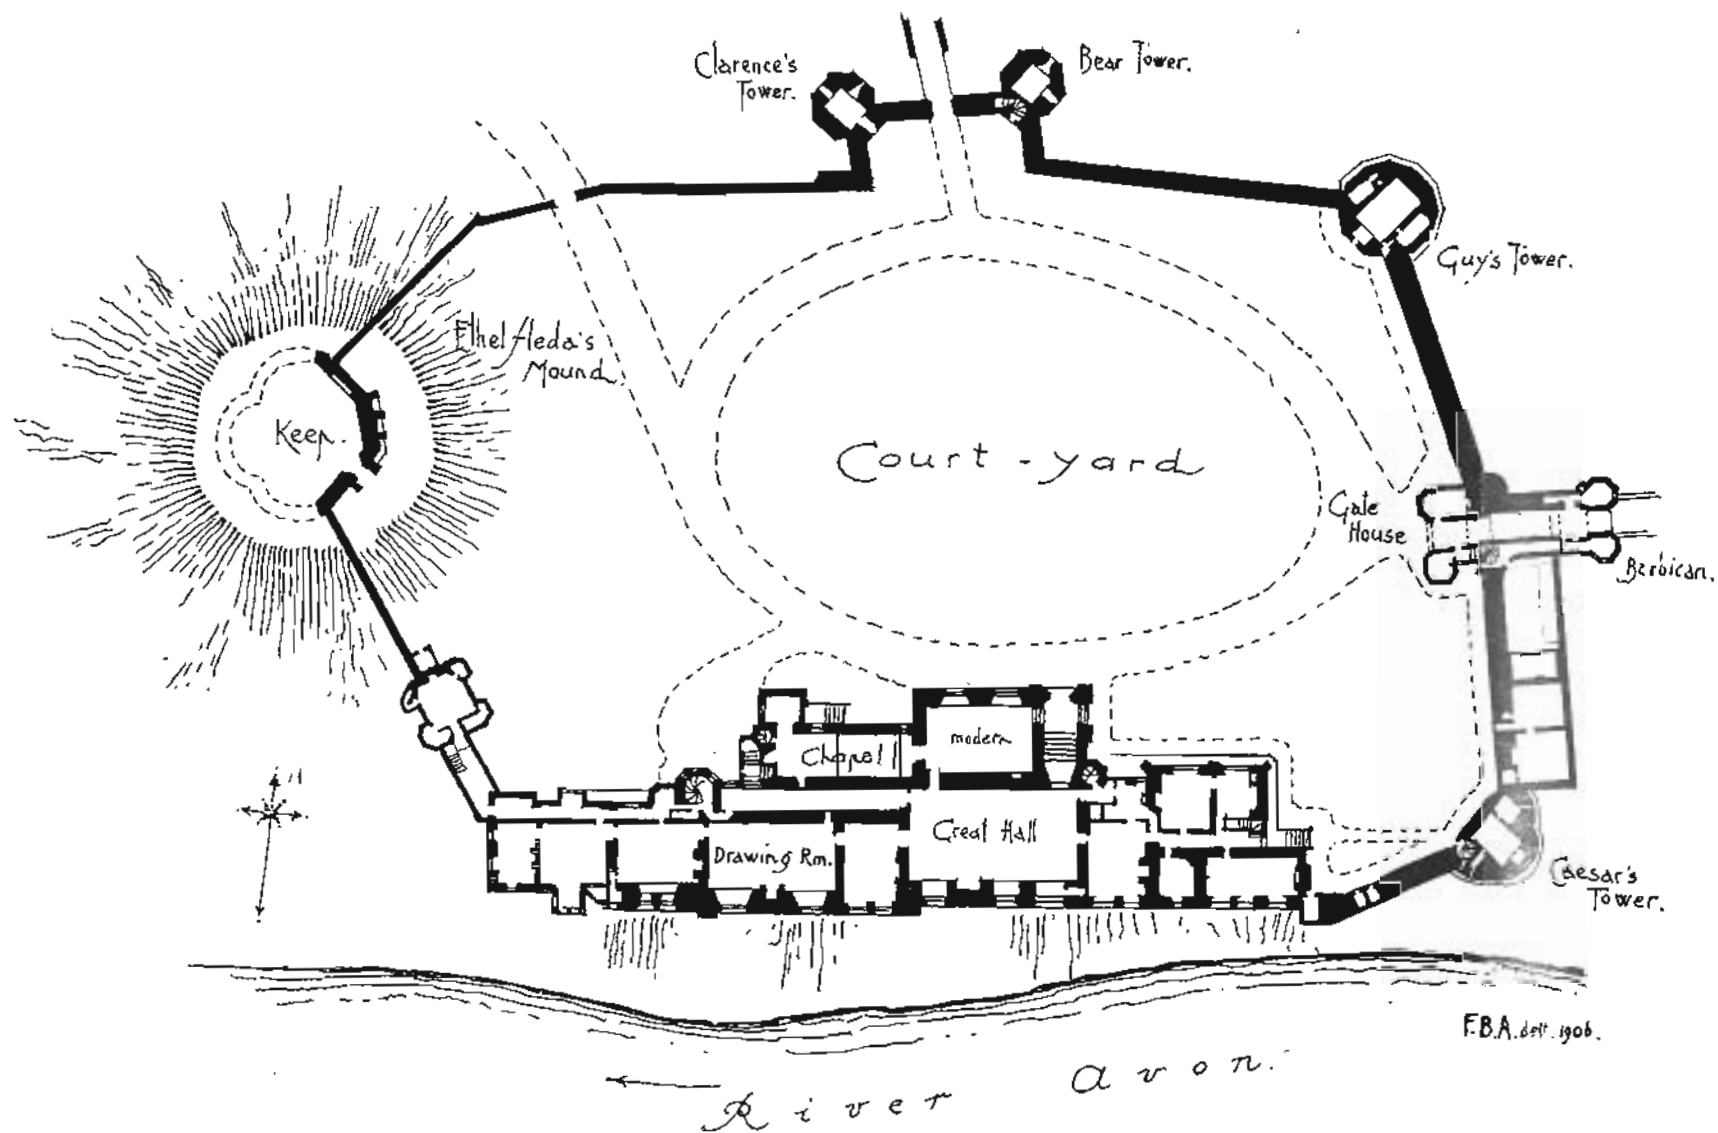 Clarence's
Tower.
Bear Tower.
Guy's Tower.
Ethelfleda's
Mound
Keep.
Court-yard
Gate
House
Barbican.
modern
Chapel
Great Hall
Drawing Rm.
Caesar's
Tower.
N
F.B.A. delt. 1906.
River Avon.